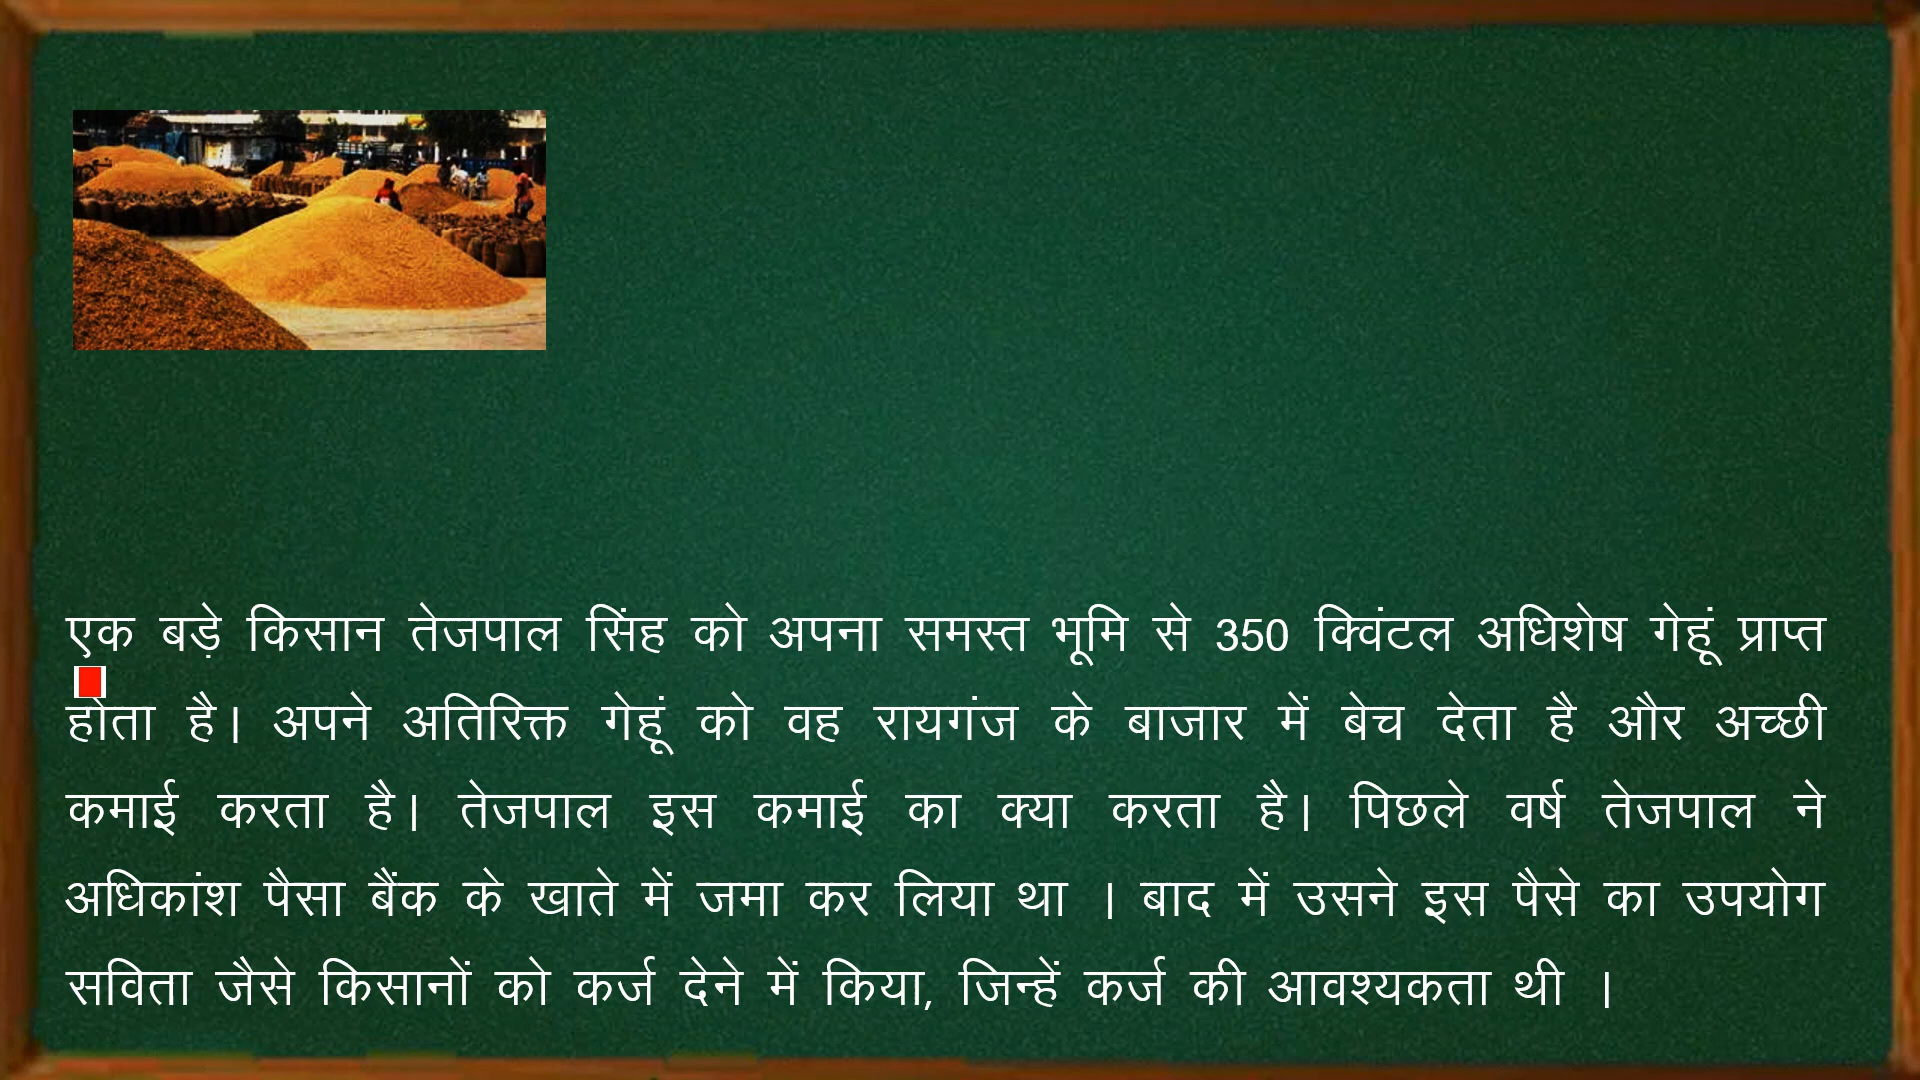 एक बड़े किसान तेजपाल सिंह को अपना समस्त भूमि से 350 क्विंटल अधिशेष गेहूं प्राप्त
होता है। अपने अतिरिक्त गेहूं को वह रायगंज के बाजार में बेच देता है और अच्छी
कमाई करता है। तेजपाल इस कमाई का क्या करता है। पिछले वर्ष तेजपाल ने
अधिकांश पैसा बैंक के खाते में जमा कर लिया था । बाद में उसने इस पैसे का उपयोग
सविता जैसे किसानों को कर्ज देने में किया, जिन्हें कर्ज की आवश्यकता थी ।